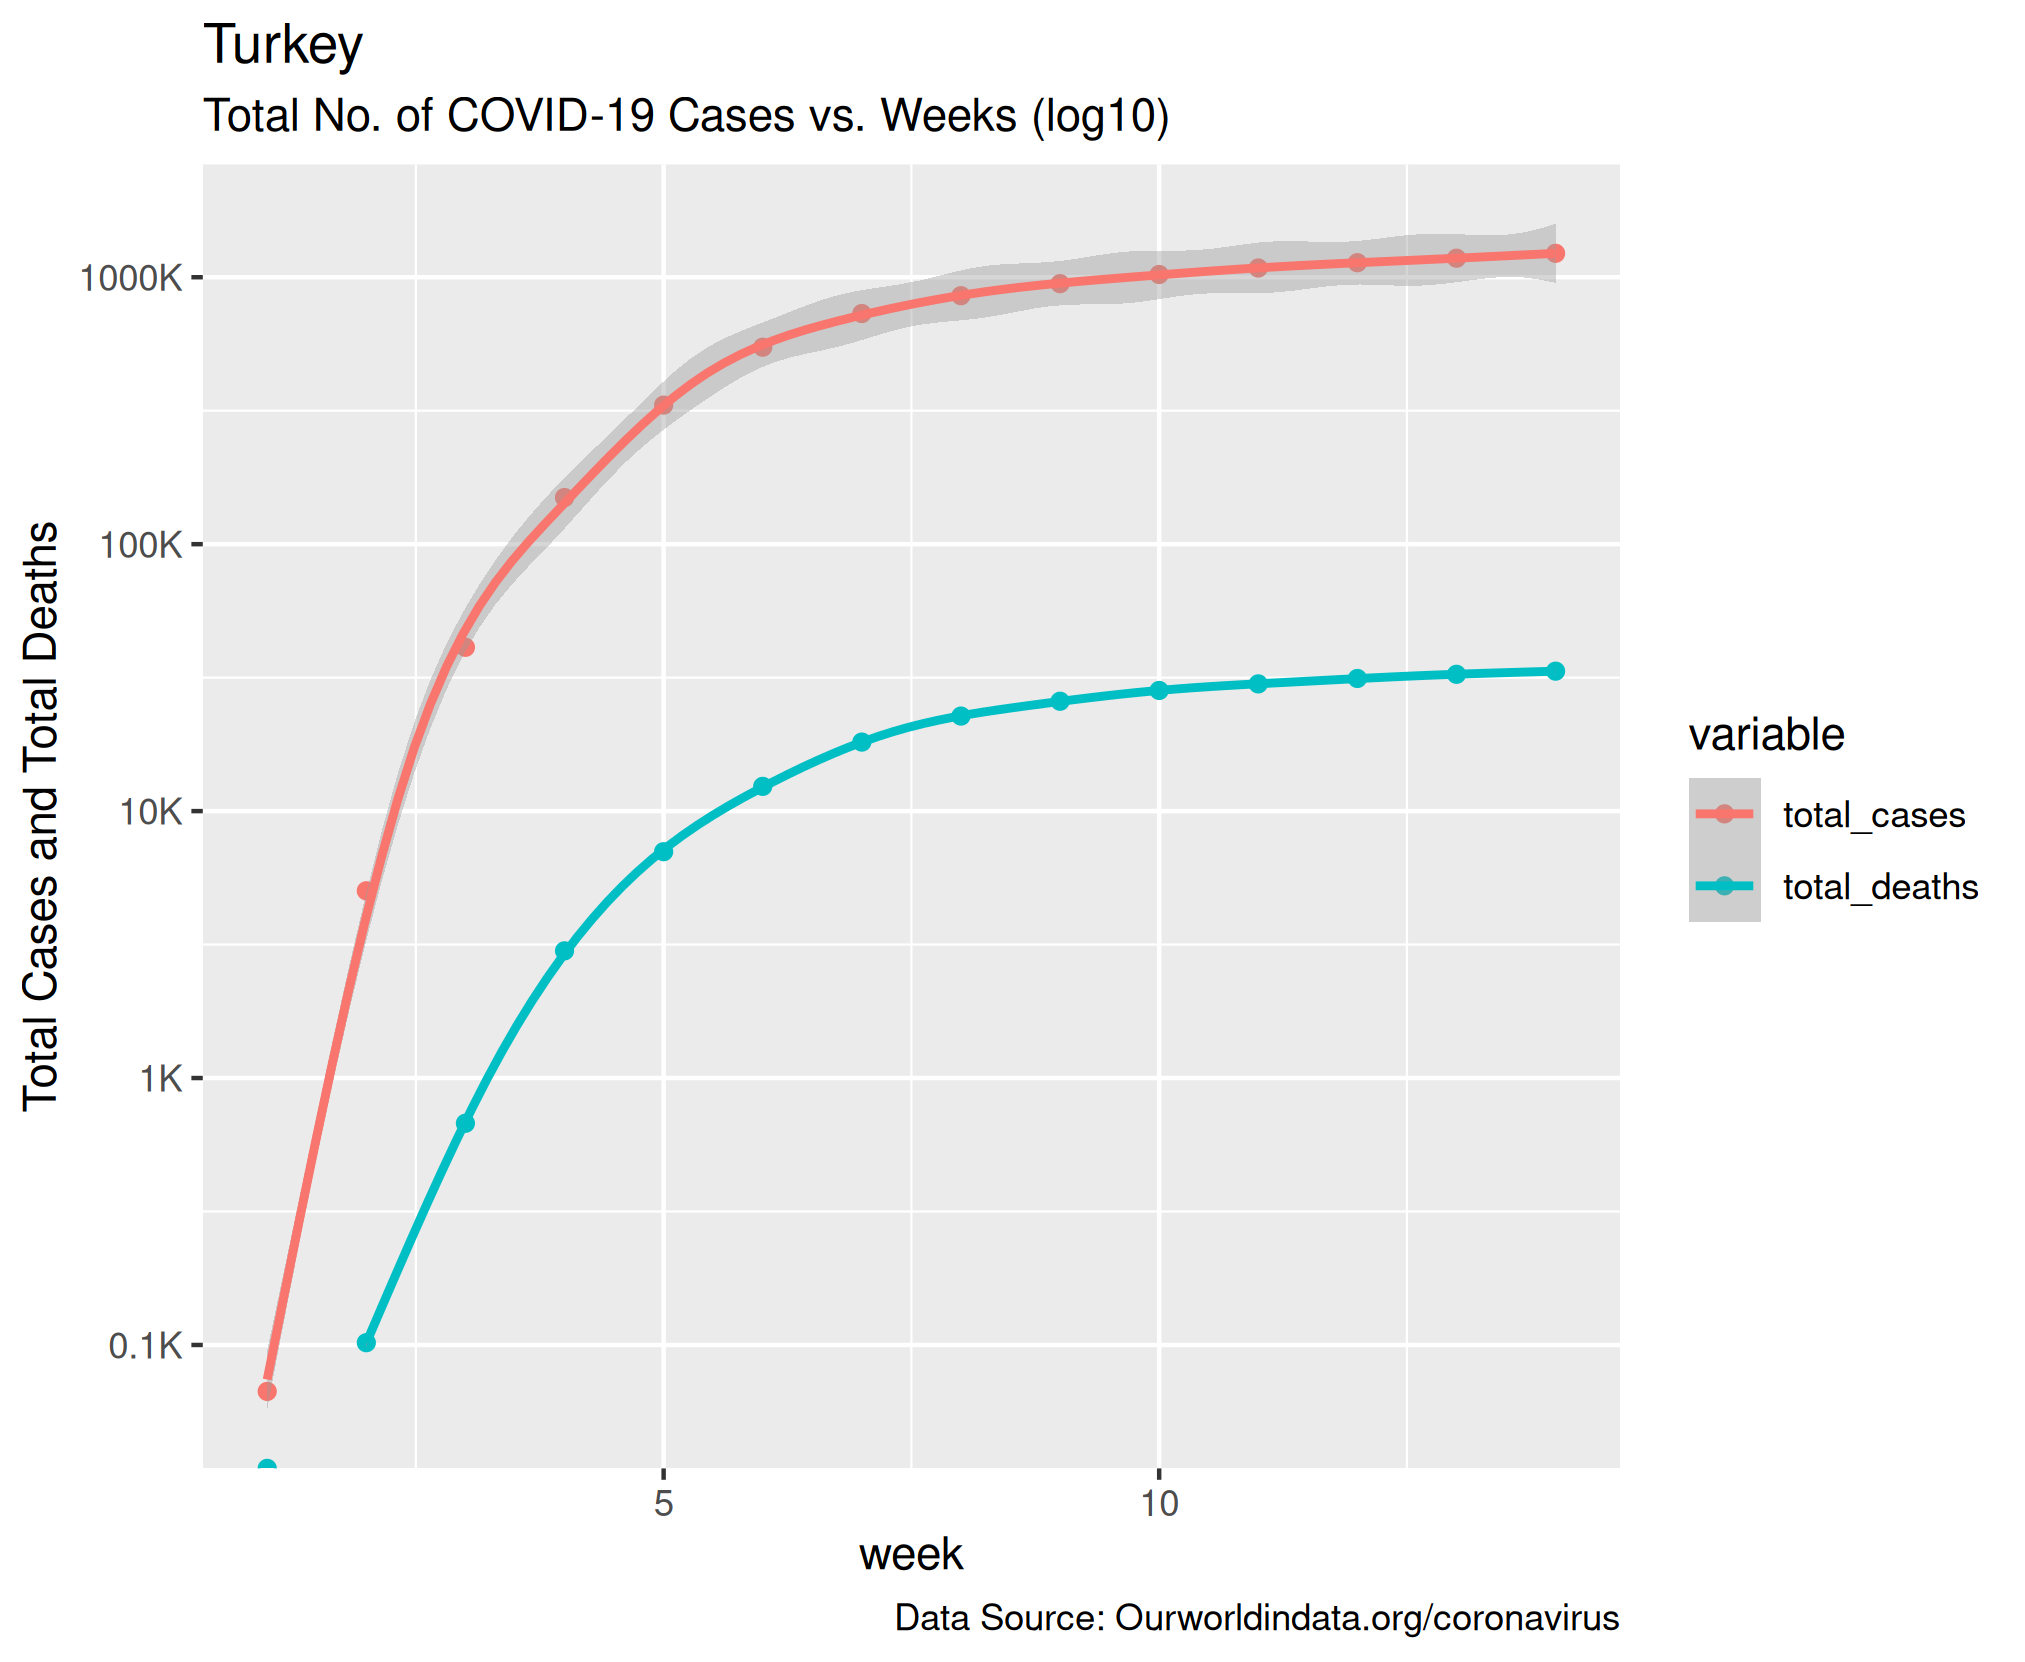 Turkey
Total No. of COVID-19 Cases vs. Weeks (log10)
Total Cases and Total Deaths
1000K
100K
10K
1K
0.1K
5
10
week
variable
total_cases
total_deaths
Data Source: Ourworldindata.org/coronavirus